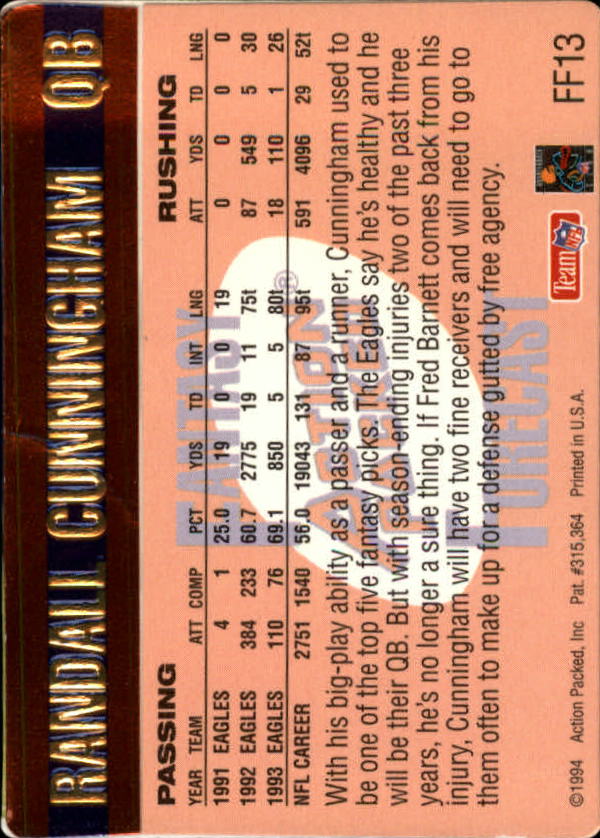 RANDALL CUNNINGHAM QB
PASSING RUSHING
YEAR TEAM ATT COMP PCT YDS TD INT LNG ATT YDS TD LNG
1991 EAGLES 4 1 25.0 19 0 0 19 0 0 0 0
1992 EAGLES 384 233 60.7 2775 19 11 75t 87 549 5 30
1993 EAGLES 110 76 69.1 850 5 5 80t 18 110 1 26
NFL CAREER 2751 1540 56.0 19043 131 87 95t 591 4096 29 52t
FANTASY
ACTION PACKED ®
FORECAST
With his big-play ability as a passer and a runner, Cunningham used to
be one of the top five fantasy picks. The Eagles say he's healthy and he
will be their QB. But with season-ending injuries two of the past three
years, he's no longer a sure thing. If Fred Barnett comes back from his
injury, Cunningham will have two fine receivers and will need to go to
them often to make up for a defense gutted by free agency.
Team NFL
FF13
©1994 Action Packed, Inc Pat. #315,364 Printed in U.S.A.